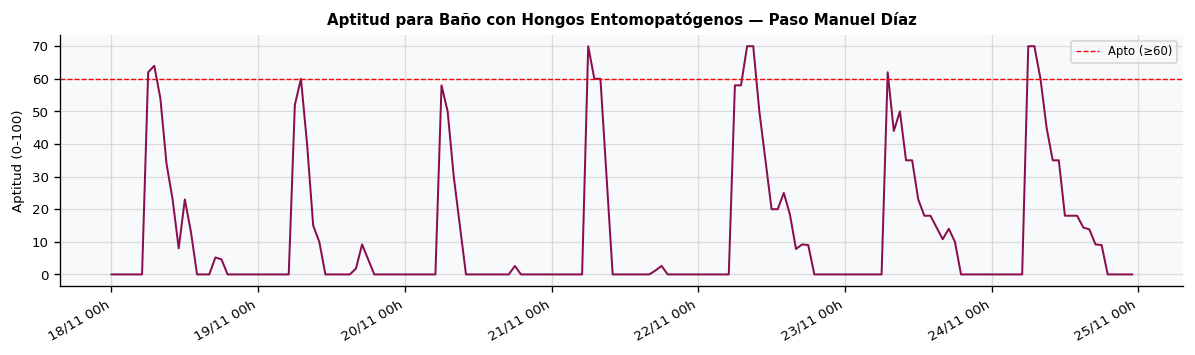 Aptitud para Baño con Hongos Entomopatógenos — Paso Manuel Díaz
Apto (≥60)
Aptitud (0-100)
70
60
50
40
30
20
10
0
18/11 00h
19/11 00h
20/11 00h
21/11 00h
22/11 00h
23/11 00h
24/11 00h
25/11 00h